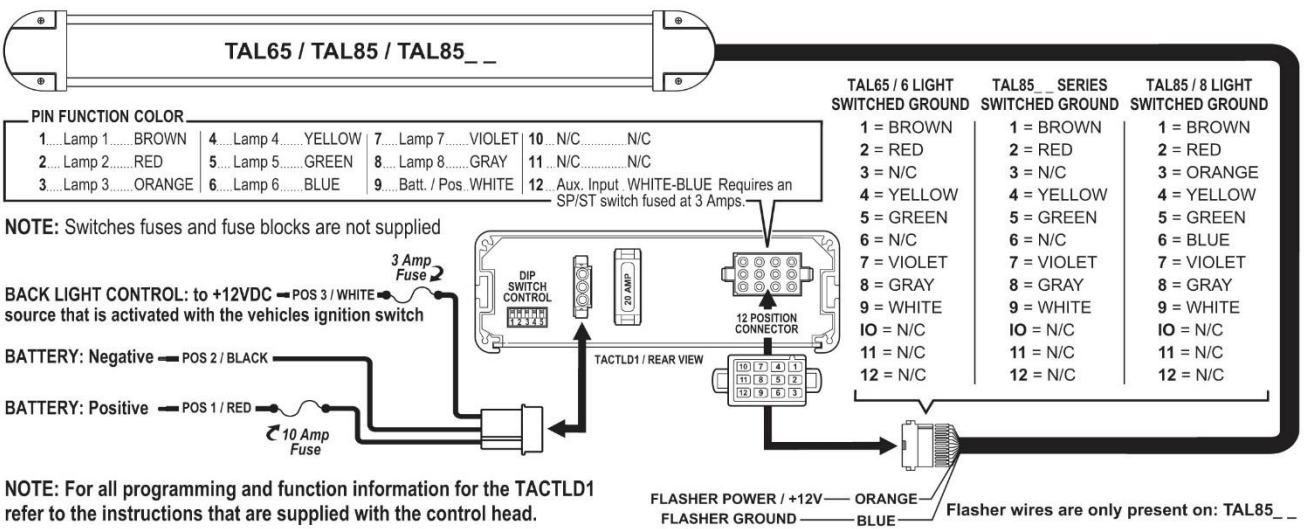 TAL65 / TAL85 / TAL85_ _
PIN FUNCTION COLOR
1.....Lamp 1......BROWN
2.....Lamp 2.......RED
3.....Lamp 3.......ORANGE
4.....Lamp 4......YELLOW
5.....Lamp 5.......GREEN
6.....Lamp 6.......BLUE
7.....Lamp 7......VIOLET
8.....Lamp 8.......GRAY
9.....Batt. / Pos. WHITE
10...N/C.............N/C
11...N/C.............N/C
12...Aux. Input . WHITE-BLUE Requires an
SP/ST switch fused at 3 Amps.
NOTE: Switches fuses and fuse blocks are not supplied
3 Amp
Fuse
BACK LIGHT CONTROL: to +12VDC
POS 3 / WHITE
source that is activated with the vehicles ignition switch
BATTERY: Negative
POS 2 / BLACK
BATTERY: Positive
POS 1 / RED
10 Amp
Fuse
DIP
SWITCH
CONTROL
1 2 3 4 5
20 AMP
12 POSITION
CONNECTOR
TACTLD1 / REAR VIEW
10 7 4 1
11 8 5 2
12 9 6 3
TAL65 / 6 LIGHT
SWITCHED GROUND
1 = BROWN
2 = RED
3 = N/C
4 = YELLOW
5 = GREEN
6 = N/C
7 = VIOLET
8 = GRAY
9 = WHITE
IO = N/C
11 = N/C
12 = N/C
TAL85_ _ SERIES
SWITCHED GROUND
1 = BROWN
2 = RED
3 = N/C
4 = YELLOW
5 = GREEN
6 = N/C
7 = VIOLET
8 = GRAY
9 = WHITE
IO = N/C
11 = N/C
12 = N/C
TAL85 / 8 LIGHT
SWITCHED GROUND
1 = BROWN
2 = RED
3 = ORANGE
4 = YELLOW
5 = GREEN
6 = BLUE
7 = VIOLET
8 = GRAY
9 = WHITE
IO = N/C
11 = N/C
12 = N/C
NOTE: For all programming and function information for the TACTLD1
refer to the instructions that are supplied with the control head.
FLASHER POWER / +12V
ORANGE
FLASHER GROUND
BLUE
Flasher wires are only present on: TAL85_ _